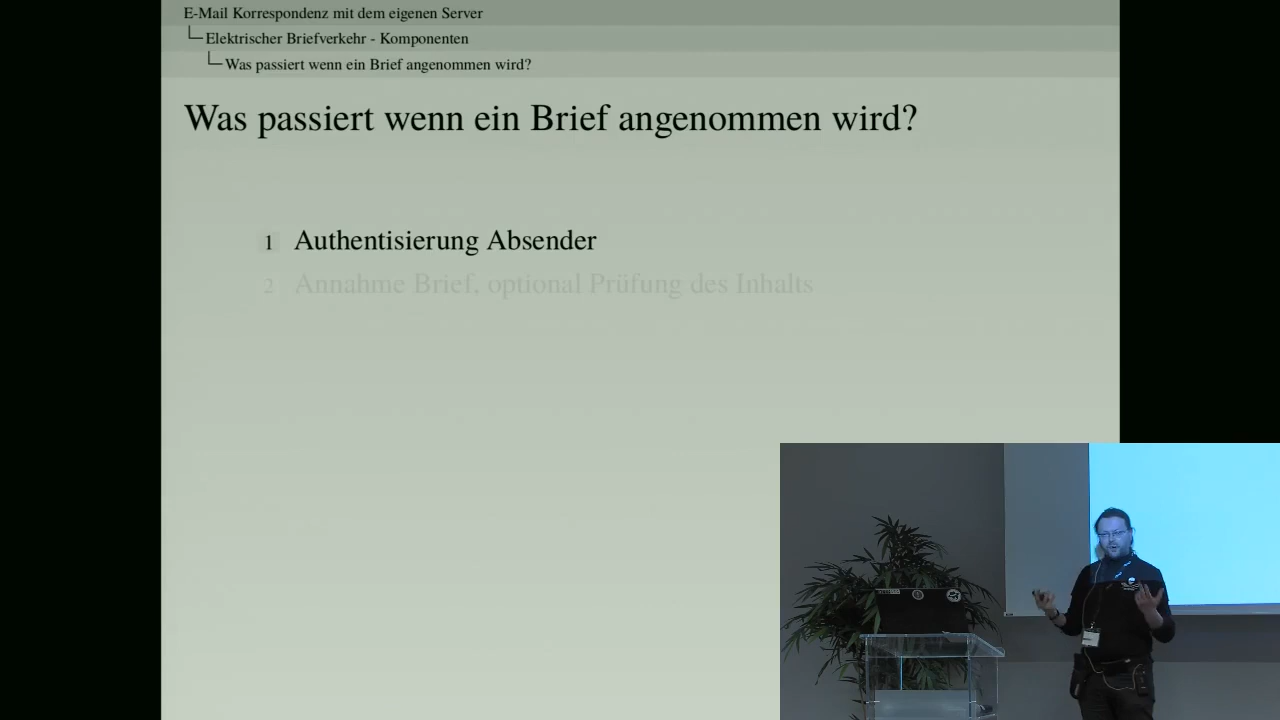 E-Mail Korrespondenz mit dem eigenen Server
Elektrischer Briefverkehr - Komponenten
Was passiert wenn ein Brief angenommen wird?
Was passiert wenn ein Brief angenommen wird?
1 Authentisierung Absender
2 Annahme Brief, optional Prüfung des Inhalts